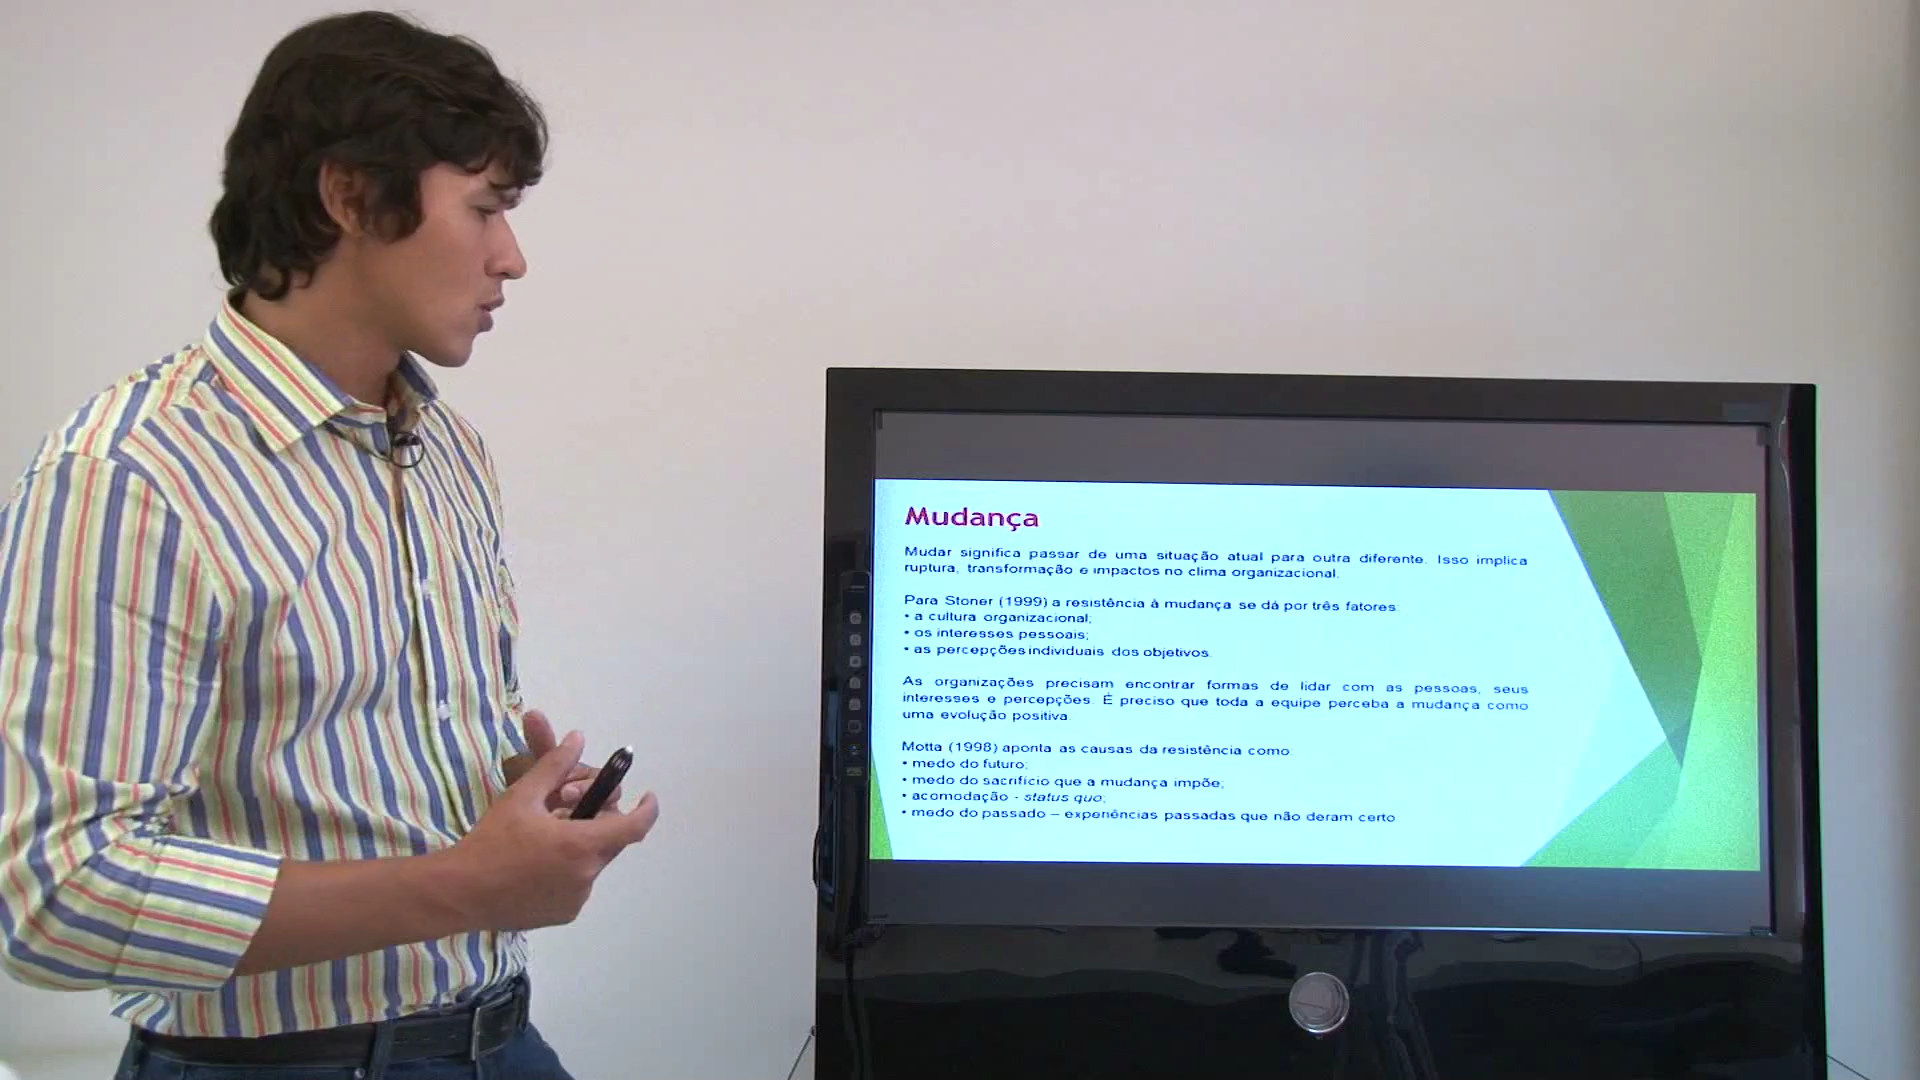 Mudança
Mudar significa passar de uma situação atual para outra diferente. Isso implica
ruptura, transformação e impactos no clima organizacional.
Para Stoner (1999) a resistência à mudança se dá por três fatores:
• a cultura organizacional;
• os interesses pessoais;
• as percepções individuais dos objetivos.
As organizações precisam encontrar formas de lidar com as pessoas, seus
interesses e percepções. É preciso que toda a equipe perceba a mudança como
uma evolução positiva.
Motta (1998) aponta as causas da resistência como:
• medo do futuro;
• medo do sacrifício que a mudança impõe;
• acomodação - status quo;
• medo do passado – experiências passadas que não deram certo